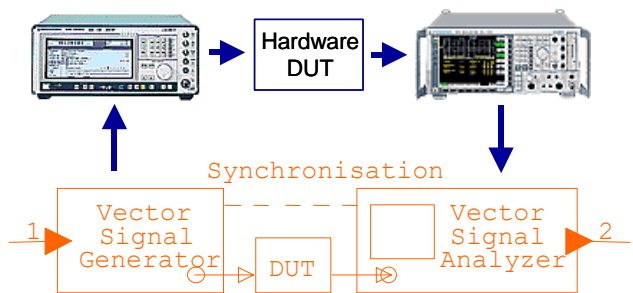 Hardware
DUT
Synchronisation
1
Vector
Signal
Generator
DUT
Vector
Signal
Analyzer
2